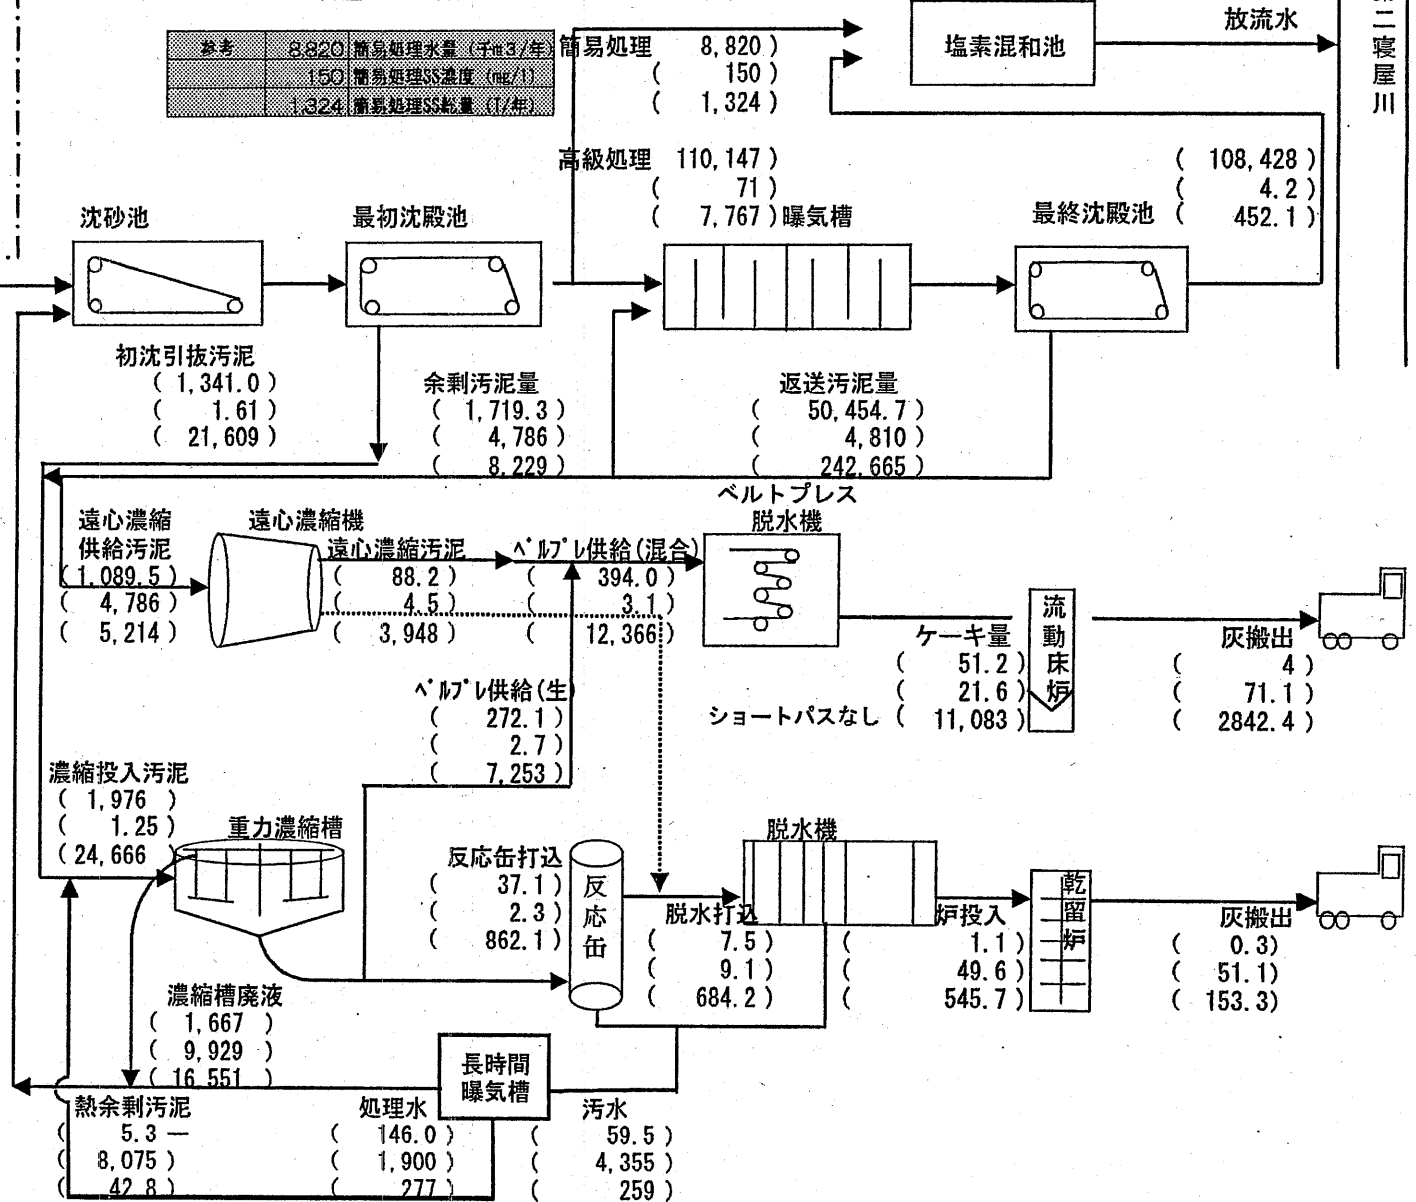 放流水
二寝屋川
参考 8,820 簡易処理水量 (千m3/年)
150 簡易処理SS濃度 (mg/l)
1,324 簡易処理SS総量 (T/年)
簡易処理 8,820 )
( 150 )
( 1,324 )
塩素混和池
高級処理 110,147 )
( 71 )
( 7,767 )
( 108,428 )
( 4.2 )
( 452.1 )
沈砂池
最初沈殿池
曝気槽
最終沈殿池
初沈引抜汚泥
( 1,341.0 )
( 1.61 )
( 21,609 )
余剰汚泥量
( 1,719.3 )
( 4,786 )
( 8,229 )
返送汚泥量
( 50,454.7 )
( 4,810 )
( 242,665 )
遠心濃縮
供給汚泥
( 1,089.5 )
( 4,786 )
( 5,214 )
遠心濃縮機
遠心濃縮汚泥
( 88.2 )
( 4.5 )
( 3,948 )
ﾍﾞﾙﾌﾟﾚ供給(混合)
( 394.0 )
( 3.1 )
( 12,366 )
ベルトプレス
脱水機
ケーキ量
( 51.2 )
( 21.6 )
ショートパスなし ( 11,083 )
流動床炉
灰搬出
( 4 )
( 71.1 )
( 2842.4 )
ﾍﾞﾙﾌﾟﾚ供給(生)
( 272.1 )
( 2.7 )
( 7,253 )
濃縮投入汚泥
( 1,976 )
( 1.25 )
( 24,666 )
重力濃縮槽
反応缶打込
( 37.1 )
( 2.3 )
( 862.1 )
反応缶
脱水機
脱水打込
( 7.5 )
( 9.1 )
( 684.2 )
炉投入
( 1.1 )
( 49.6 )
( 545.7 )
乾留炉
灰搬出
( 0.3)
( 51.1)
( 153.3)
濃縮槽廃液
( 1,667 )
( 9,929 )
( 16,551 )
長時間
曝気槽
熱余剰汚泥
( 5.3 —
( 8,075 )
( 42.8 )
処理水
( 146.0 )
( 1,900 )
( 277 )
汚水
( 59.5 )
( 4,355 )
( 259 )